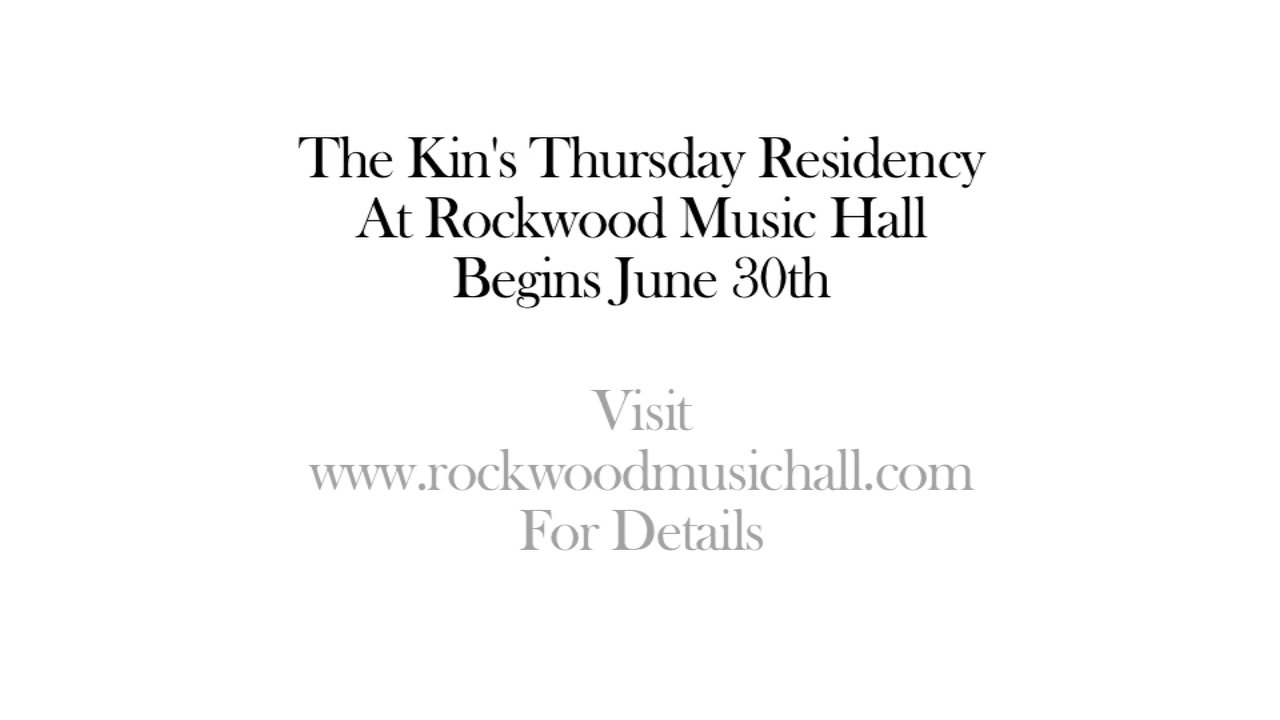 The Kin's Thursday Residency
At Rockwood Music Hall
Begins June 30th
Visit
www.rockwoodmusichall.com
For Details